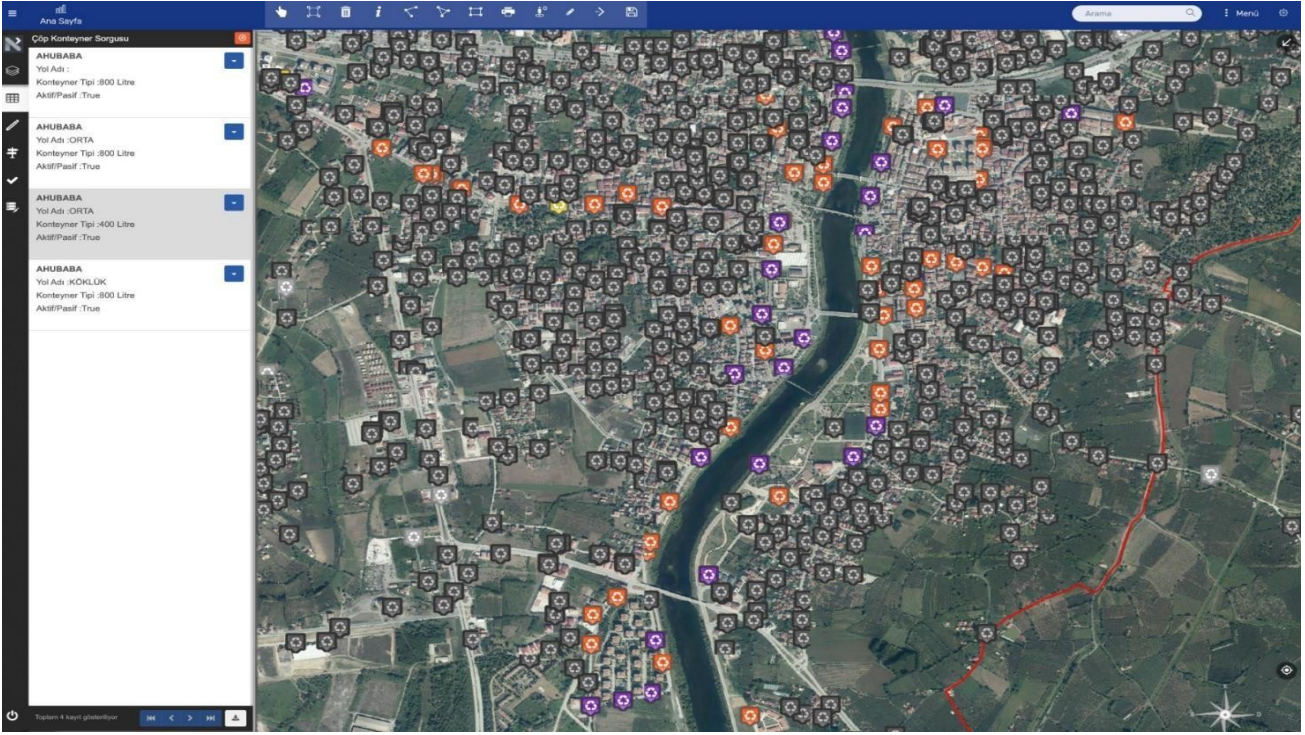 Ana Sayfa
Arama
Menü
Çöp Konteyner Sorgusu
AHUBABA
Yol Adı :
Konteyner Tipi :800 Litre
Aktif/Pasif :True
AHUBABA
Yol Adı :ORTA
Konteyner Tipi :800 Litre
Aktif/Pasif :True
AHUBABA
Yol Adı :ORTA
Konteyner Tipi :400 Litre
Aktif/Pasif :True
AHUBABA
Yol Adı :KÖKLÜK
Konteyner Tipi :800 Litre
Aktif/Pasif :True
Toplam 4 kayıt gösteriliyor